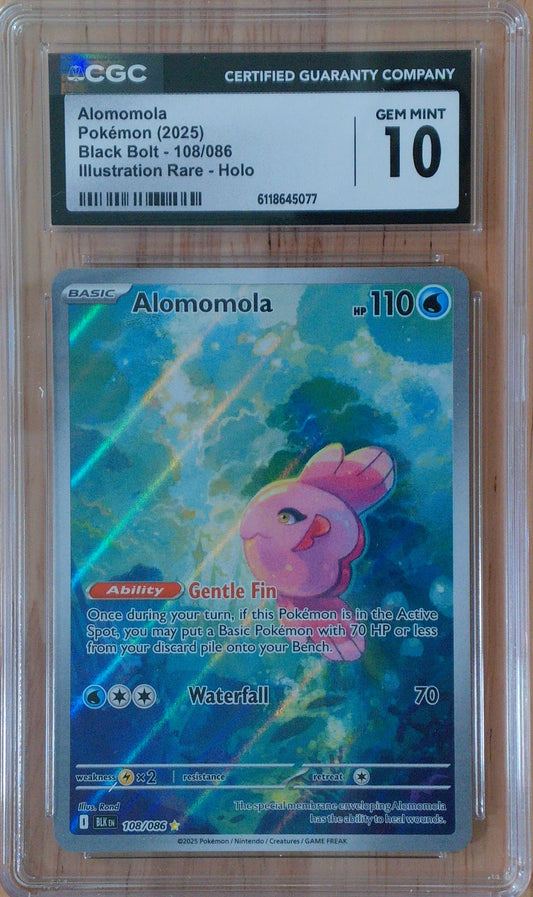 CGC
CERTIFIED GUARANTY COMPANY
Alomomola
Pokémon (2025)
Black Bolt - 108/086
Illustration Rare - Holo
GEM MINT
10
6118645077
BASIC
Alomomola
HP 110
Ability Gentle Fin
Once during your turn, if this Pokémon is in the Active
Spot, you may put a Basic Pokémon with 70 HP or less
from your discard pile onto your Bench.
Waterfall 70
weakness ×2 resistance retreat
Illus. Rond
The special membrane enveloping Alomomola
has the ability to heal wounds.
I BLK EN 108/086
©2025 Pokémon / Nintendo / Creatures / GAME FREAK